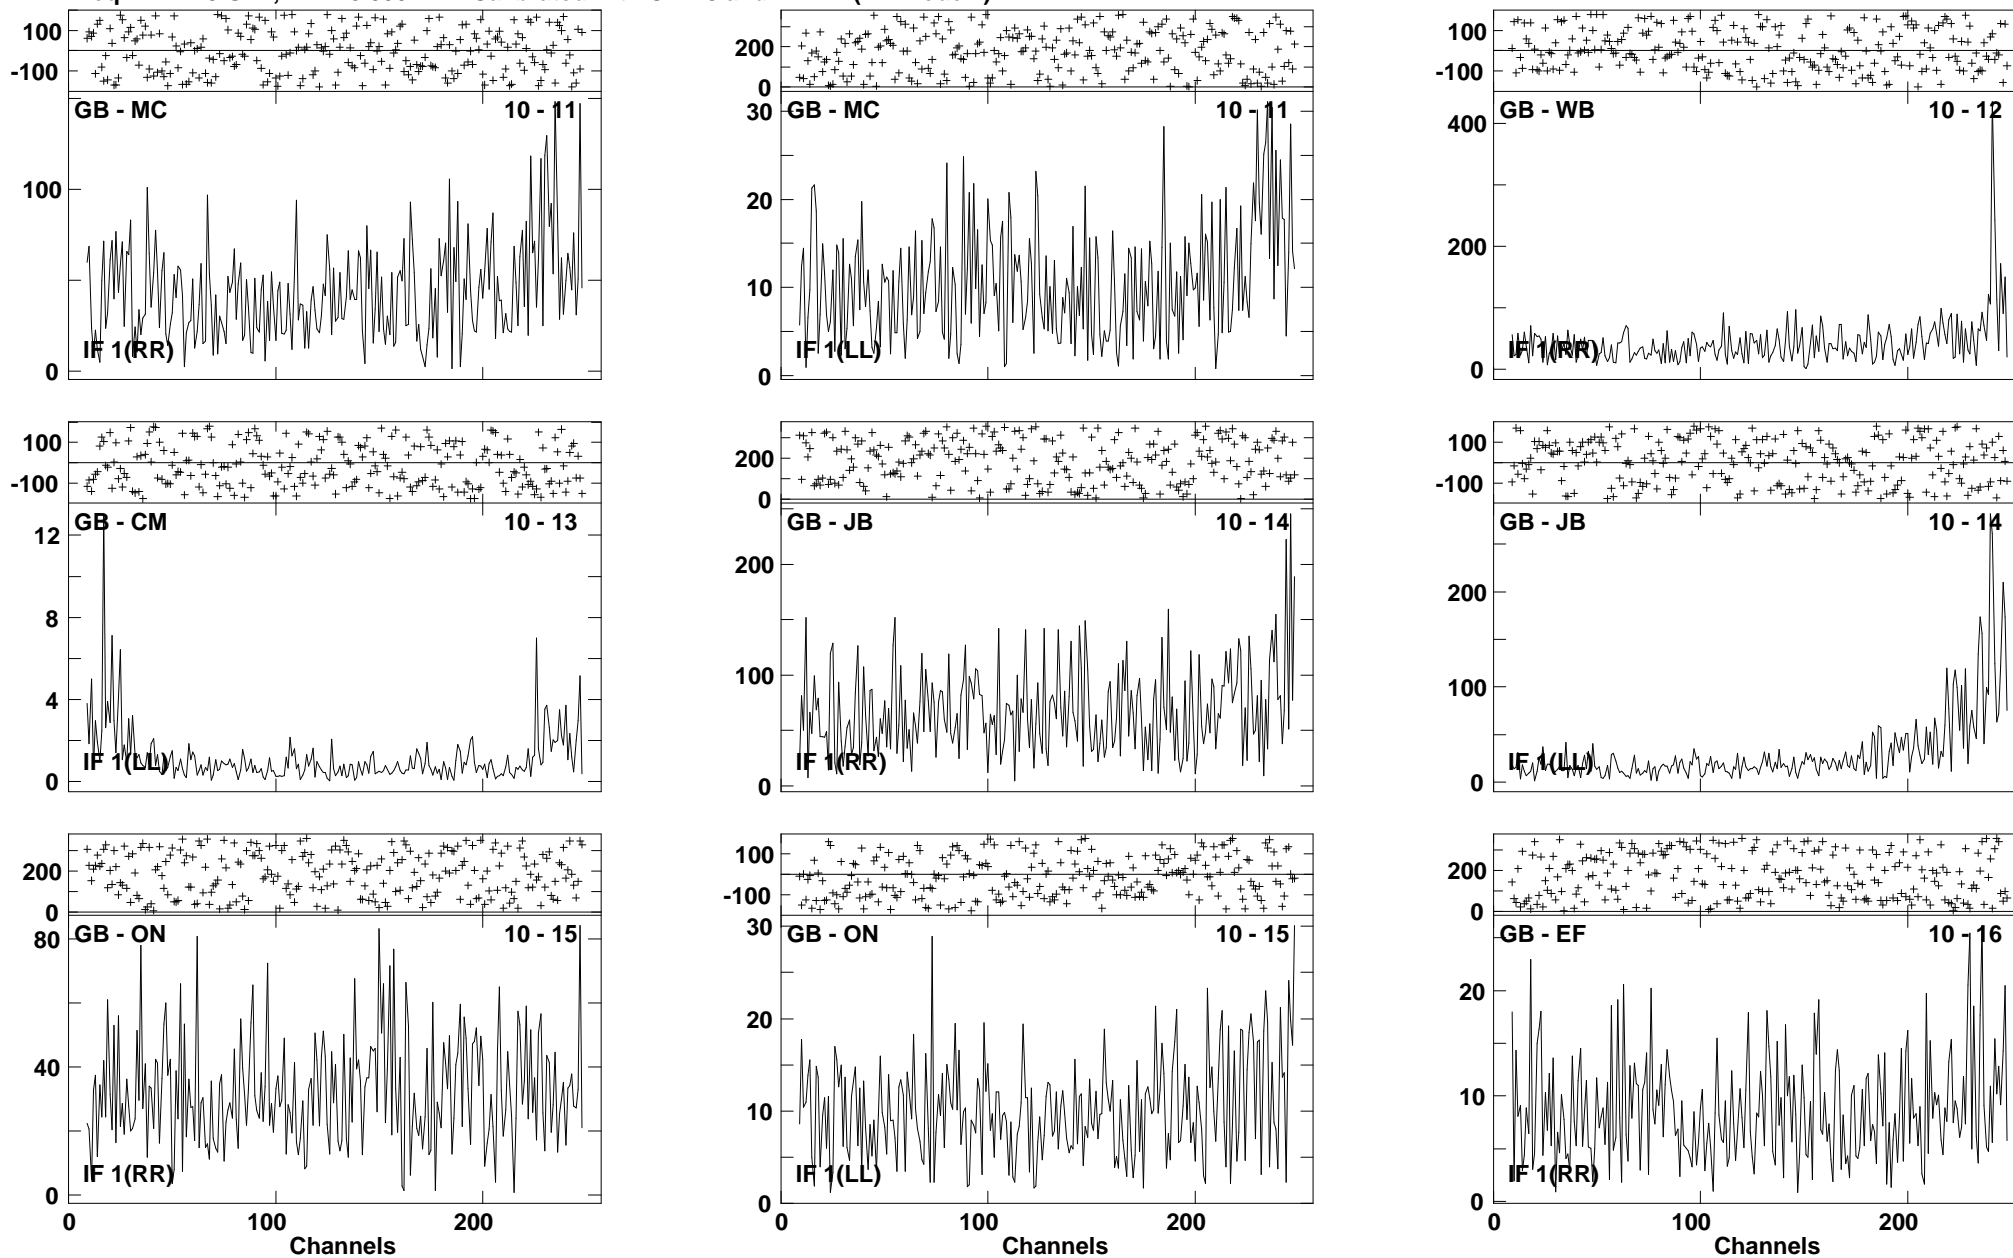 100 200 100
-100 0 -100
GB - MC 10 - 11 GB - MC 10 - 11 GB - WB 10 - 12
100 0 30 20 10 0 400 200 0
IF 1(RR) IF 1(LL) IF 1(RR)
100 200 100
-100 0 -100
GB - CM 10 - 13 GB - JB 10 - 14 GB - JB 10 - 14
12 8 4 0 200 100 0 200 100 0
IF 1(LL) IF 1(RR) IF 1(LL)
200 100 200
0 -100 0
GB - ON 10 - 15 GB - ON 10 - 15 GB - EF 10 - 16
80 40 0 30 20 10 0 20 10 0
IF 1(RR) IF 1(LL) IF 1(RR)
0 100 200 0 100 200 0 100 200
Channels Channels Channels